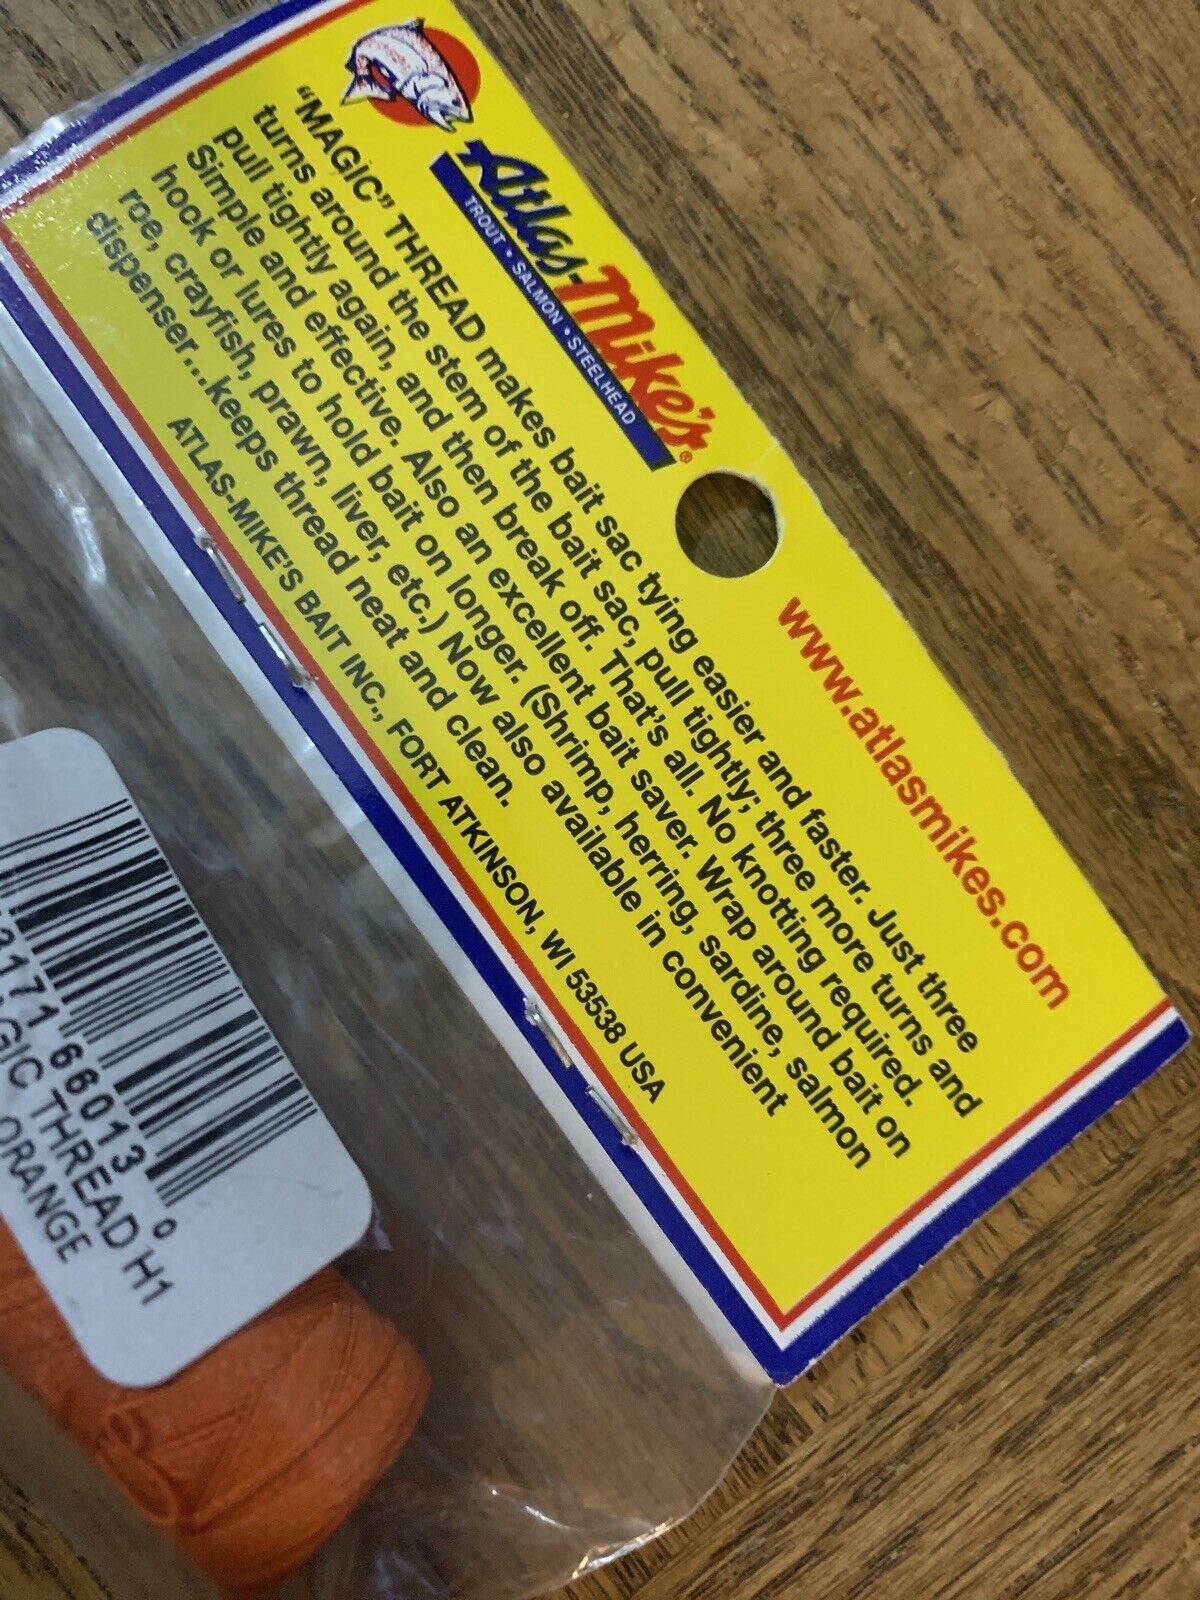 Atlas-Mike's®
TROUT • SALMON • STEELHEAD
www.atlasmikes.com
"MAGIC" THREAD makes bait sac tying easier and faster. Just three
turns around the stem of the bait sac, pull tightly; three more turns and
pull tightly again, and then break off. That's all. No knotting required.
Simple and effective. Also an excellent bait saver. Wrap around bait on
hook or lures to hold bait on longer. (Shrimp, herring, sardine, salmon
roe, crayfish, prawn, liver, etc.) Now also available in convenient
dispenser....keeps thread neat and clean.
ATLAS-MIKE'S BAIT INC., FORT ATKINSON, WI 53538 USA
66013 0
THREAD H1
ORANGE